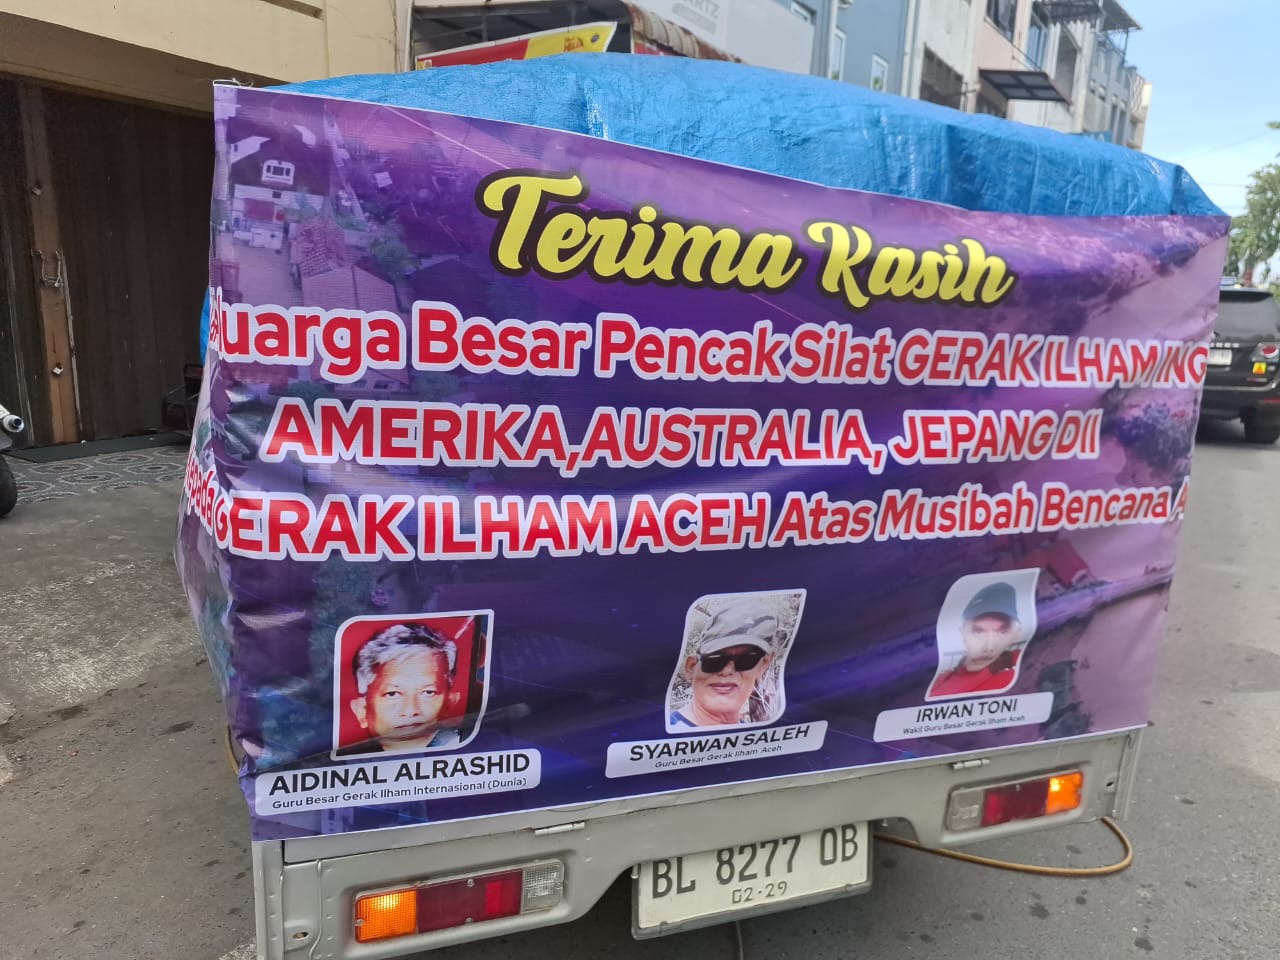 Terima Kasih
luarga Besar Pencak Silat GERAK ILHAM ING
AMERIKA,AUSTRALIA, JEPANG Dll
epada GERAK ILHAM ACEH Atas Musibah Bencana A
AIDINAL ALRASHID
Guru Besar Gerak Ilham Internasional (Dunia)
SYARWAN SALEH
Guru Besar Gerak Ilham Aceh
IRWAN TONI
Wakil Guru Besar Gerak Ilham Aceh
BL 8277 OB
02·29